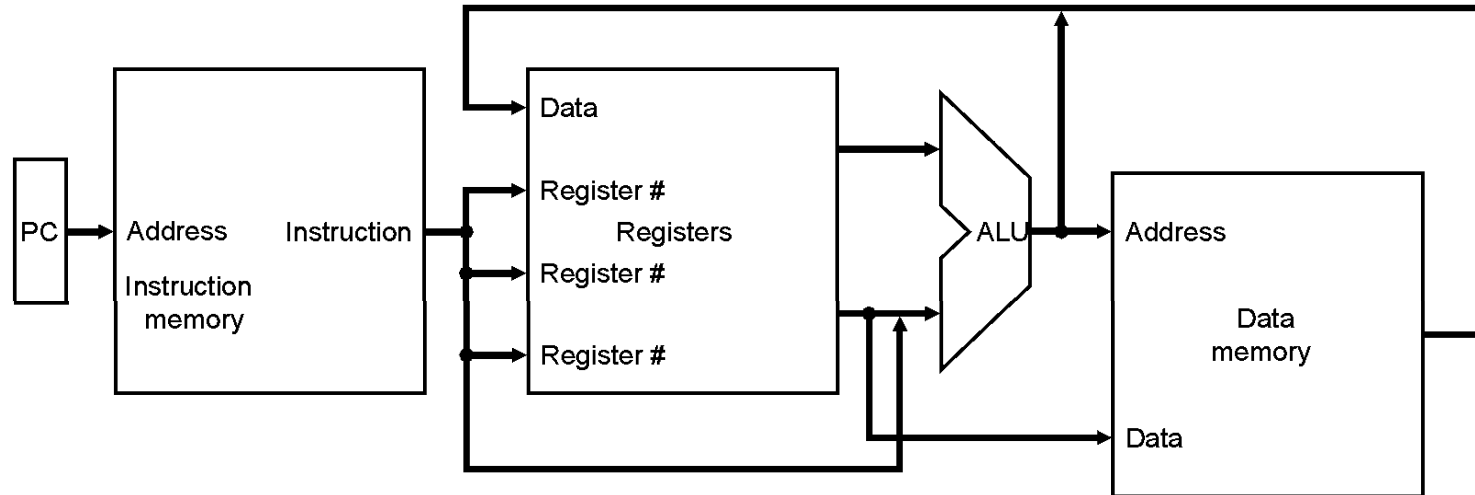 PC
Address
Instruction
Instruction
memory
Data
Register #
Registers
Register #
Register #
ALU
Address
Data
memory
Data